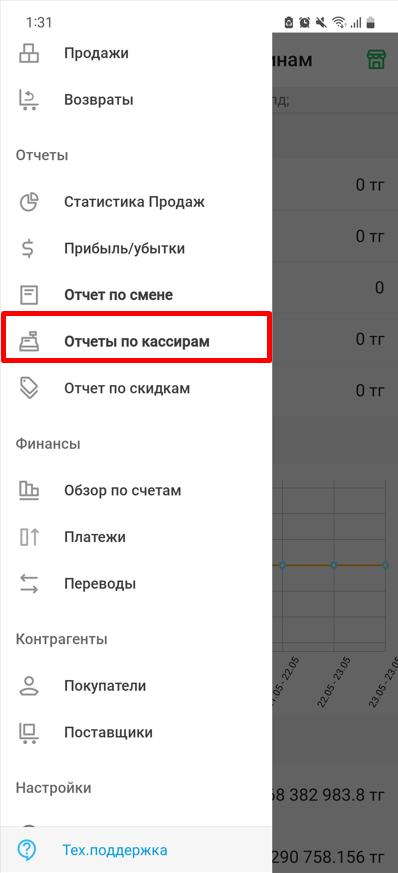 1:31
Продажи
инам
Возвраты
лд;
Отчеты
Статистика Продаж
0 тг
Прибыль/убытки
0 тг
Отчет по смене
0
Отчеты по кассирам
0 тг
Отчет по скидкам
0 тг
Финансы
Обзор по счетам
Платежи
Переводы
Контрагенты
Покупатели
21.05 - 22.05
22.05 - 23.05
23.05 - 23.05
Поставщики
Настройки
68 382 983.8 тг
Тех.поддержка
290 758.156 тг